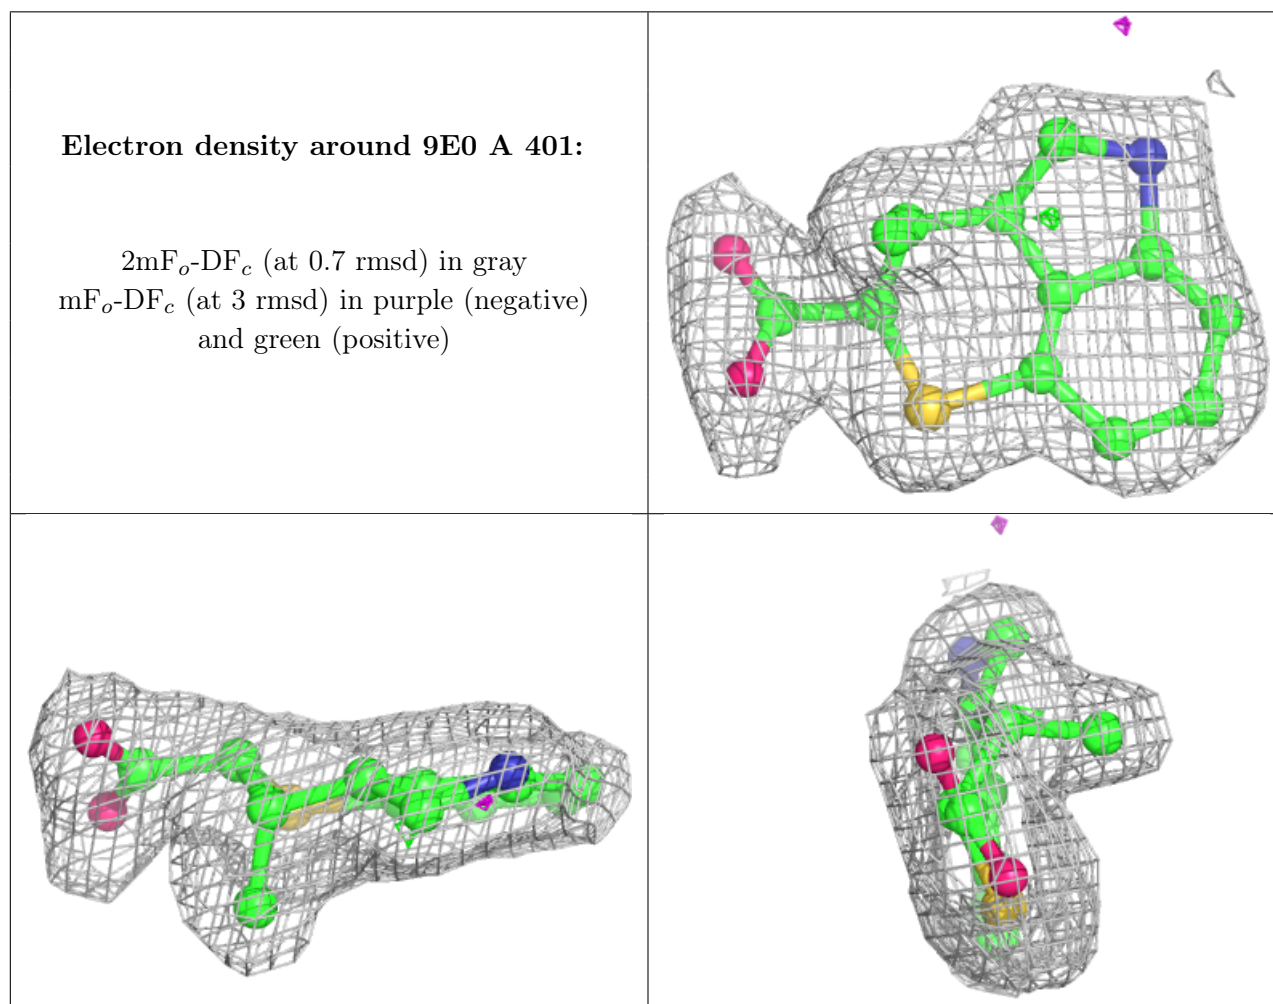 Electron density around 9E0 A 401:
2mFo-DFc (at 0.7 rmsd) in gray
mFo-DFc (at 3 rmsd) in purple (negative)
and green (positive)